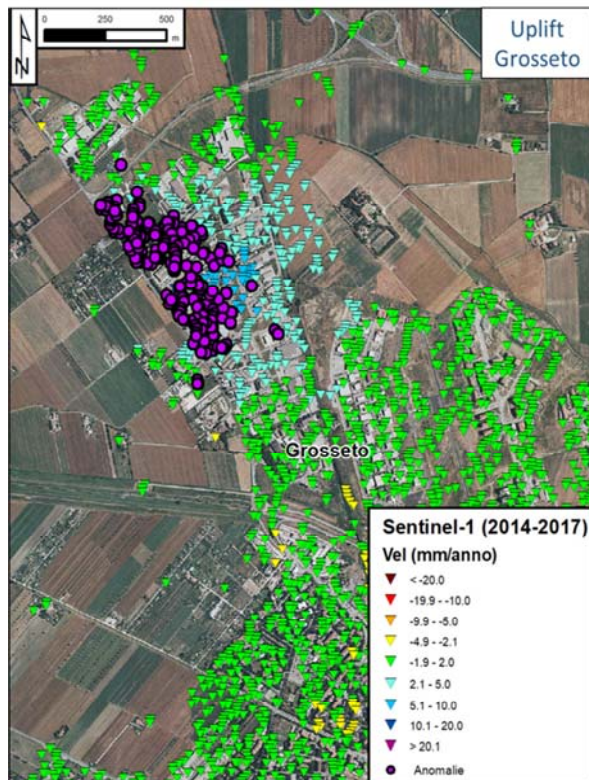 0 250 500
m
N
Uplift
Grosseto
Grosseto
Sentinel-1 (2014-2017)
Vel (mm/anno)
< -20.0
-19.9 - -10.0
-9.9 - -5.0
-4.9 - -2.1
-1.9 - 2.0
2.1 - 5.0
5.1 - 10.0
10.1 - 20.0
> 20.1
Anomalie